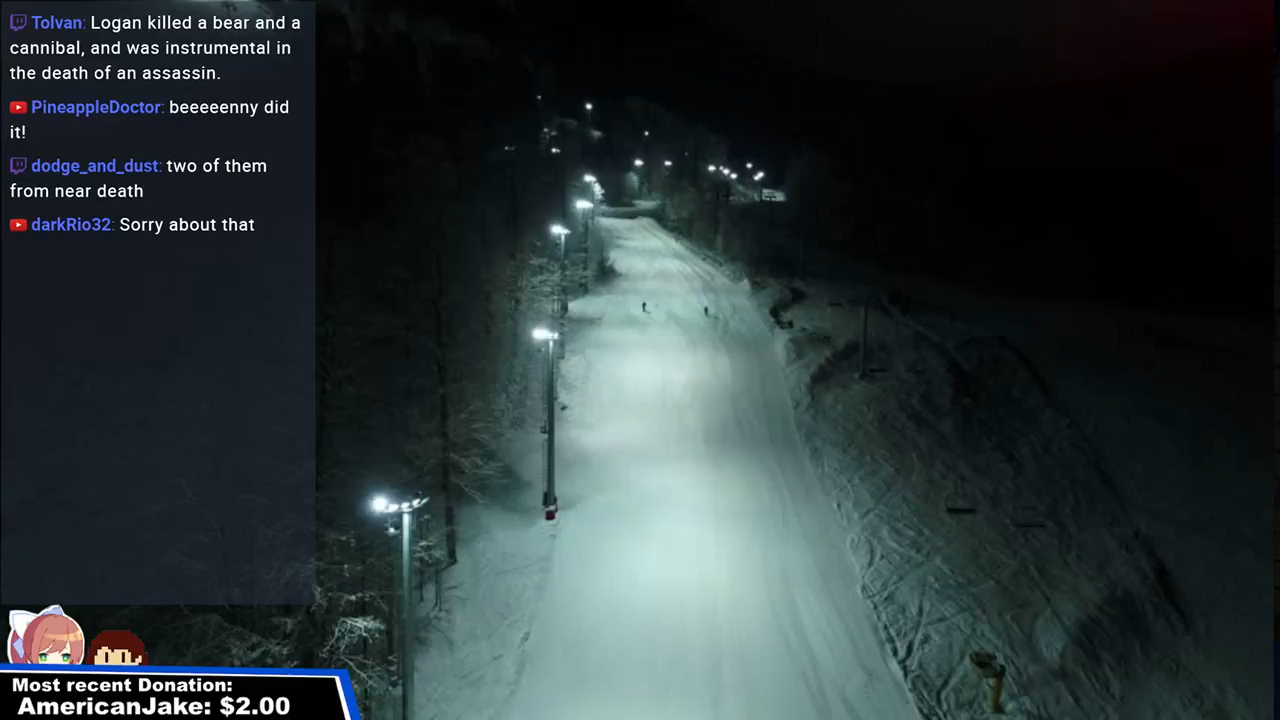 Tolvan: Logan killed a bear and a
cannibal, and was instrumental in
the death of an assassin.
PineappleDoctor: beeeeenny did
it!
dodge_and_dust: two of them
from near death
darkRio32: Sorry about that
Most recent Donation:
AmericanJake: $2.00